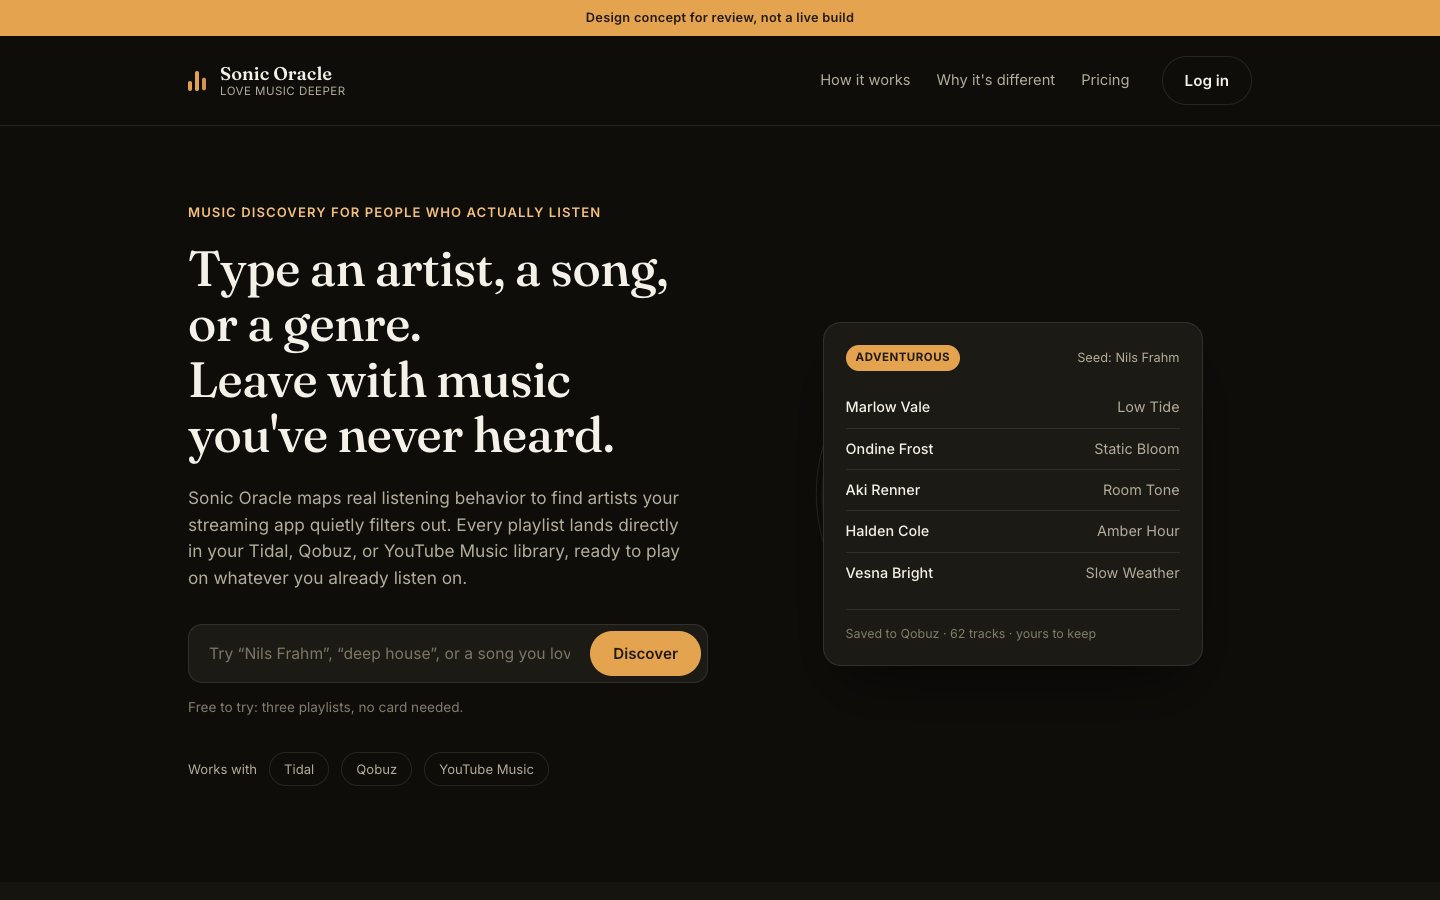 Design concept for review, not a live build
Sonic Oracle
LOVE MUSIC DEEPER
How it works
Why it's different
Pricing
Log in
MUSIC DISCOVERY FOR PEOPLE WHO ACTUALLY LISTEN
Type an artist, a song,
or a genre.
Leave with music
you've never heard.
Sonic Oracle maps real listening behavior to find artists your
streaming app quietly filters out. Every playlist lands directly
in your Tidal, Qobuz, or YouTube Music library, ready to play
on whatever you already listen on.
Try “Nils Frahm”, “deep house”, or a song you lov
Discover
Free to try: three playlists, no card needed.
Works with
Tidal
Qobuz
YouTube Music
ADVENTUROUS
Seed: Nils Frahm
Marlow Vale Low Tide
Ondine Frost Static Bloom
Aki Renner Room Tone
Halden Cole Amber Hour
Vesna Bright Slow Weather
Saved to Qobuz · 62 tracks · yours to keep